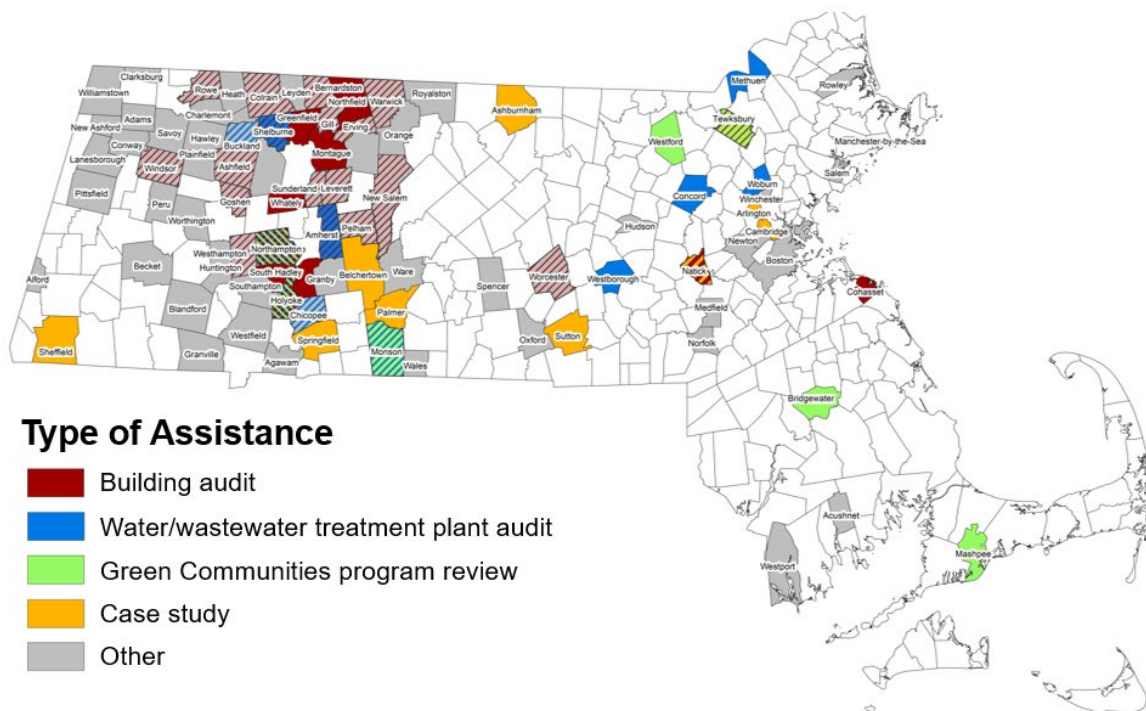 Clarksburg
Williamstown
Rowe
Heath
Colrain
Leyden
Bernardston
Northfield
Warwick
Royalston
Adams
Charlemont
Greenfield
Gill
Erving
Orange
New Ashford
Savoy
Hawley
Shelburne
Buckland
Conway
Plainfield
Montague
Lanesborough
Windsor
Ashfield
Pittsfield
Peru
Goshen
Sunderland
Leverett
Whately
New Salem
Worthington
Pelham
Amherst
Northampton
Westhampton
Huntington
Becket
South Hadley
Granby
Belchertown
Ware
Alford
Southampton
Holyoke
Blandford
Chicopee
Palmer
Westfield
Springfield
Monson
Sheffield
Granville
Agawam
Wales
Ashburnham
Methuen
Rowley
Tewksbury
Westford
Manchester-by-the-Sea
Salem
Woburn
Concord
Winchester
Arlington
Cambridge
Hudson
Newton
Boston
Spencer
Worcester
Westborough
Natick
Cohasset
Medfield
Oxford
Sutton
Norfolk
Bridgewater
Acushnet
Westport
Mashpee
Type of Assistance
Building audit
Water/wastewater treatment plant audit
Green Communities program review
Case study
Other